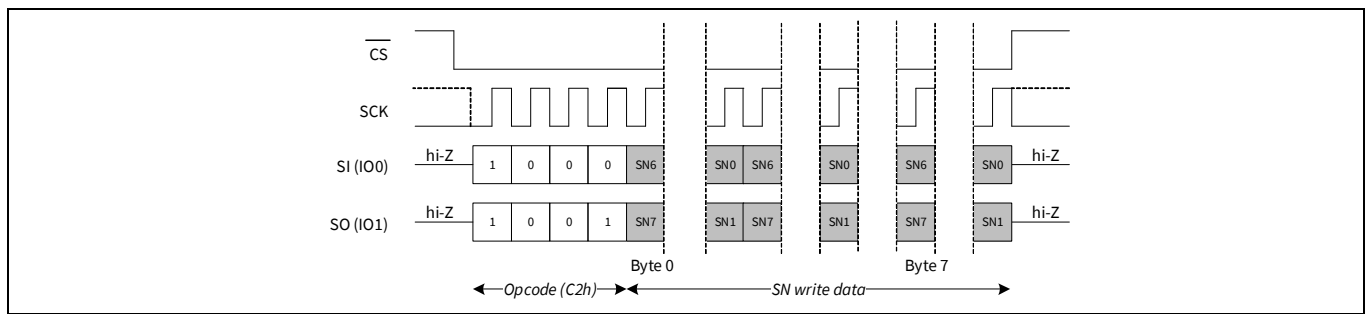 CS
SCK
SI (IO0) hi-Z 1 0 0 0 SN6 SN0 SN6 SN0 SN6 SN0 hi-Z
SO (IO1) hi-Z 1 0 0 1 SN7 SN1 SN7 SN1 SN7 SN1 hi-Z
Byte 0 Byte 7
Opcode (C2h) SN write data